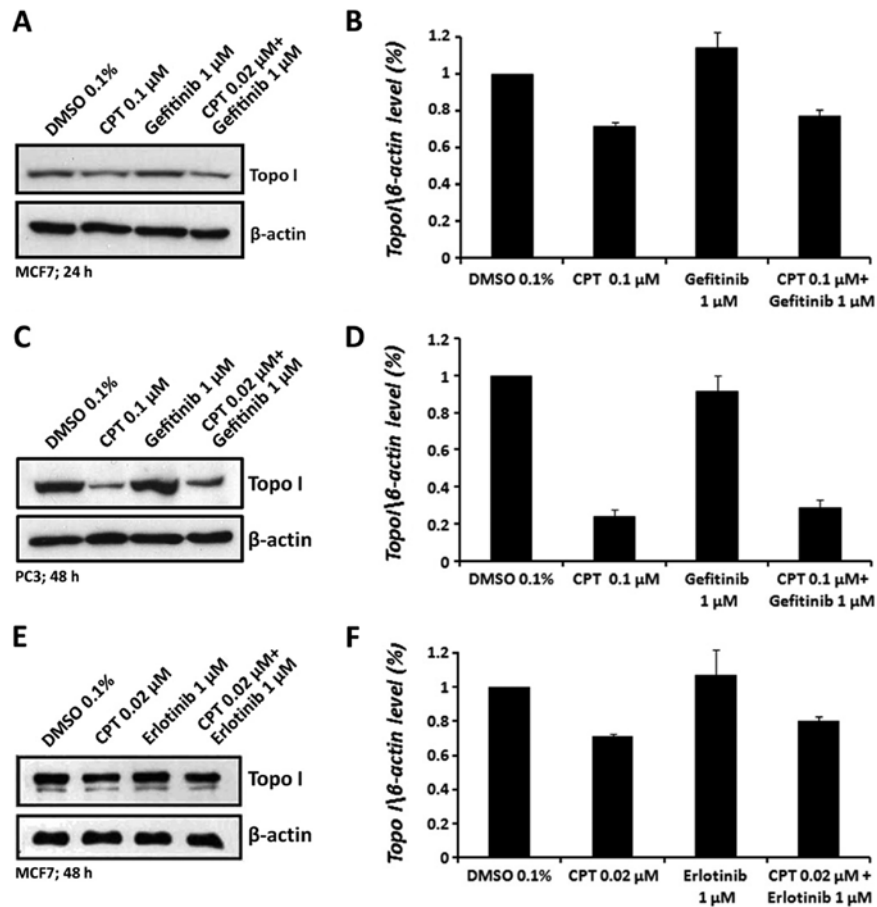 A
DMSO 0.1%
CPT 0.1 μM
Gefitinib 1 μM
CPT 0.02 μM+
Gefitinib 1 μM
Topo I
β-actin
MCF7; 24 h
B
TopoI\β-actin level (%)
1.2
1
0.8
0.6
0.4
0.2
0
DMSO 0.1%
CPT 0.1 μM
Gefitinib
1 μM
CPT 0.1 μM+
Gefitinib 1 μM
C
DMSO 0.1%
CPT 0.1 μM
Gefitinib 1 μM
CPT 0.02 μM+
Gefitinib 1 μM
Topo I
β-actin
PC3; 48 h
D
TopoI\β-actin level (%)
1.2
1
0.8
0.6
0.4
0.2
0
DMSO 0.1%
CPT 0.1 μM
Gefitinib
1 μM
CPT 0.1 μM+
Gefitinib 1 μM
E
DMSO 0.1%
CPT 0.02 μM
Erlotinib 1 μM
CPT 0.02 μM+
Erlotinib 1 μM
Topo I
β-actin
MCF7; 48 h
F
Topo I\β-actin level (%)
1.2
1
0.8
0.6
0.4
0.2
0
DMSO 0.1%
CPT 0.02 μM
Erlotinib
1 μM
CPT 0.02 μM +
Erlotinib 1 μM